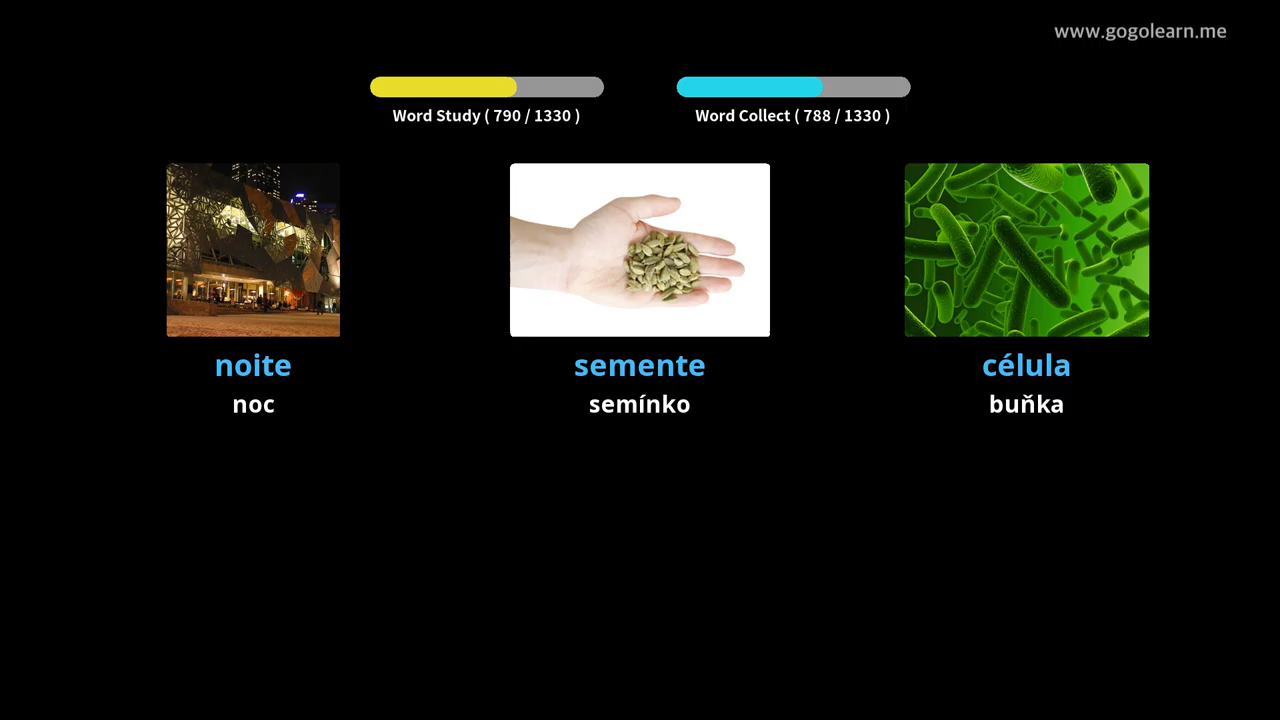 www.gogolearn.me
Word Study ( 790 / 1330 )
Word Collect ( 788 / 1330 )
noite
noc
semente
semínko
célula
buňka